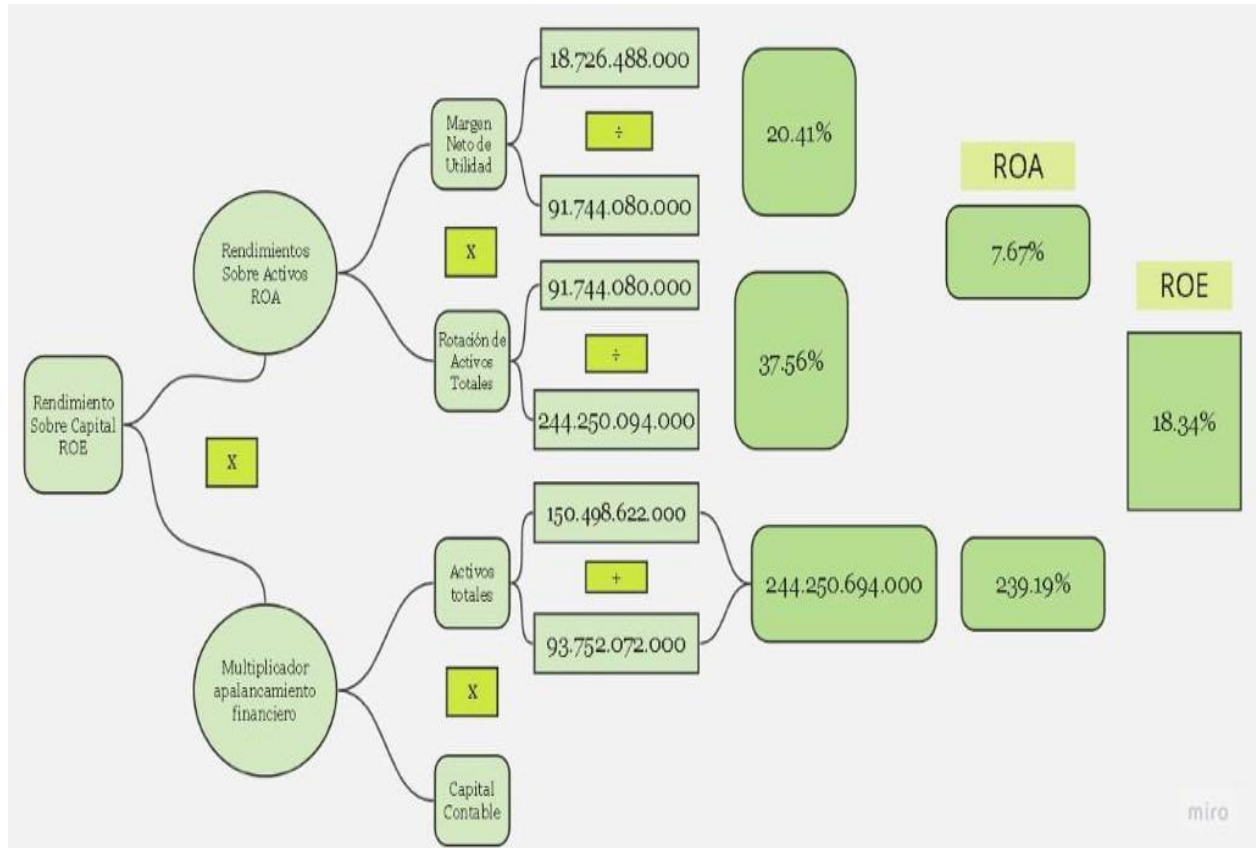 Rendimiento
Sobre Capital
ROE
X
Rendimientos
Sobre Activos
ROA
Multiplicador
apalancamiento
financiero
Margen
Neto de
Utilidad
X
Rotación de
Activos
Totales
Activos
totales
X
Capital
Contable
18.726.488.000
÷
91.744.080.000
91.744.080.000
÷
244.250.094.000
150.498.622.000
+
93.752.072.000
20.41%
37.56%
244.250.694.000
ROA
7.67%
239.19%
ROE
18.34%
miro